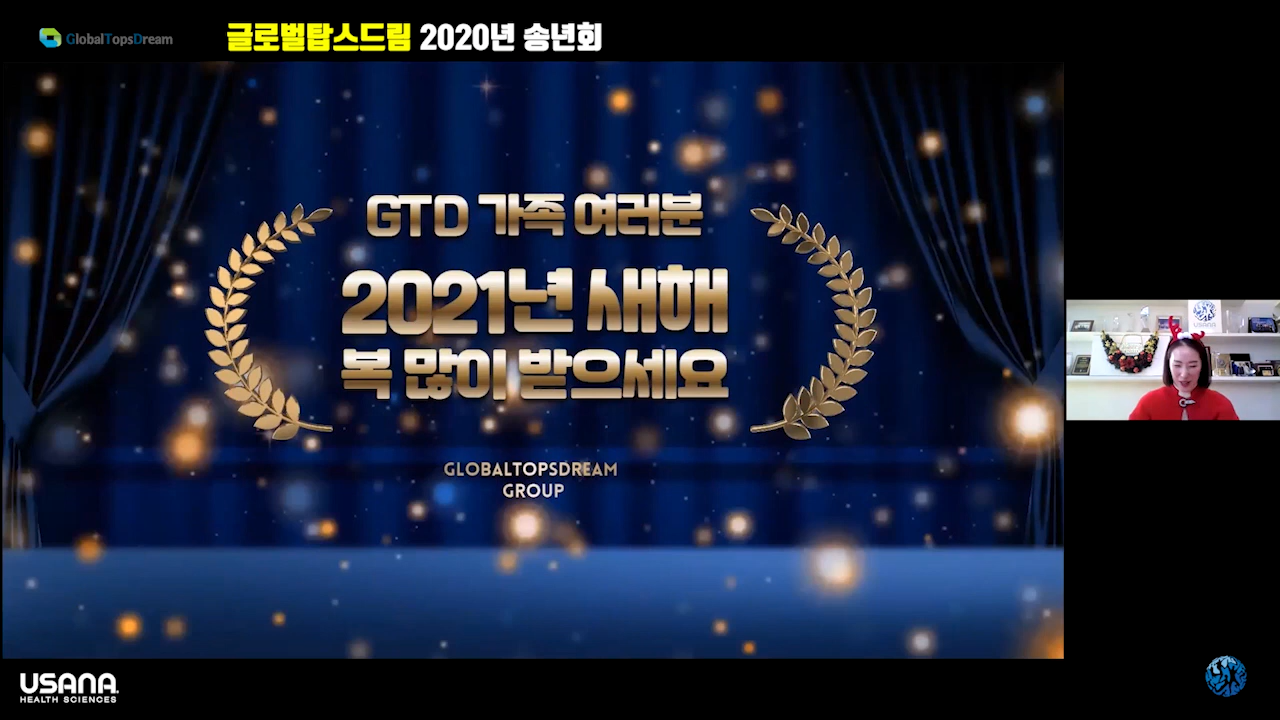 GlobalTopsDream
글로벌탑스드림 2020년 송년회
GTD 가족 여러분
2021년 새해
복 많이 받으세요
GLOBALTOPSDREAM
GROUP
USANA
USANA
HEALTH SCIENCES